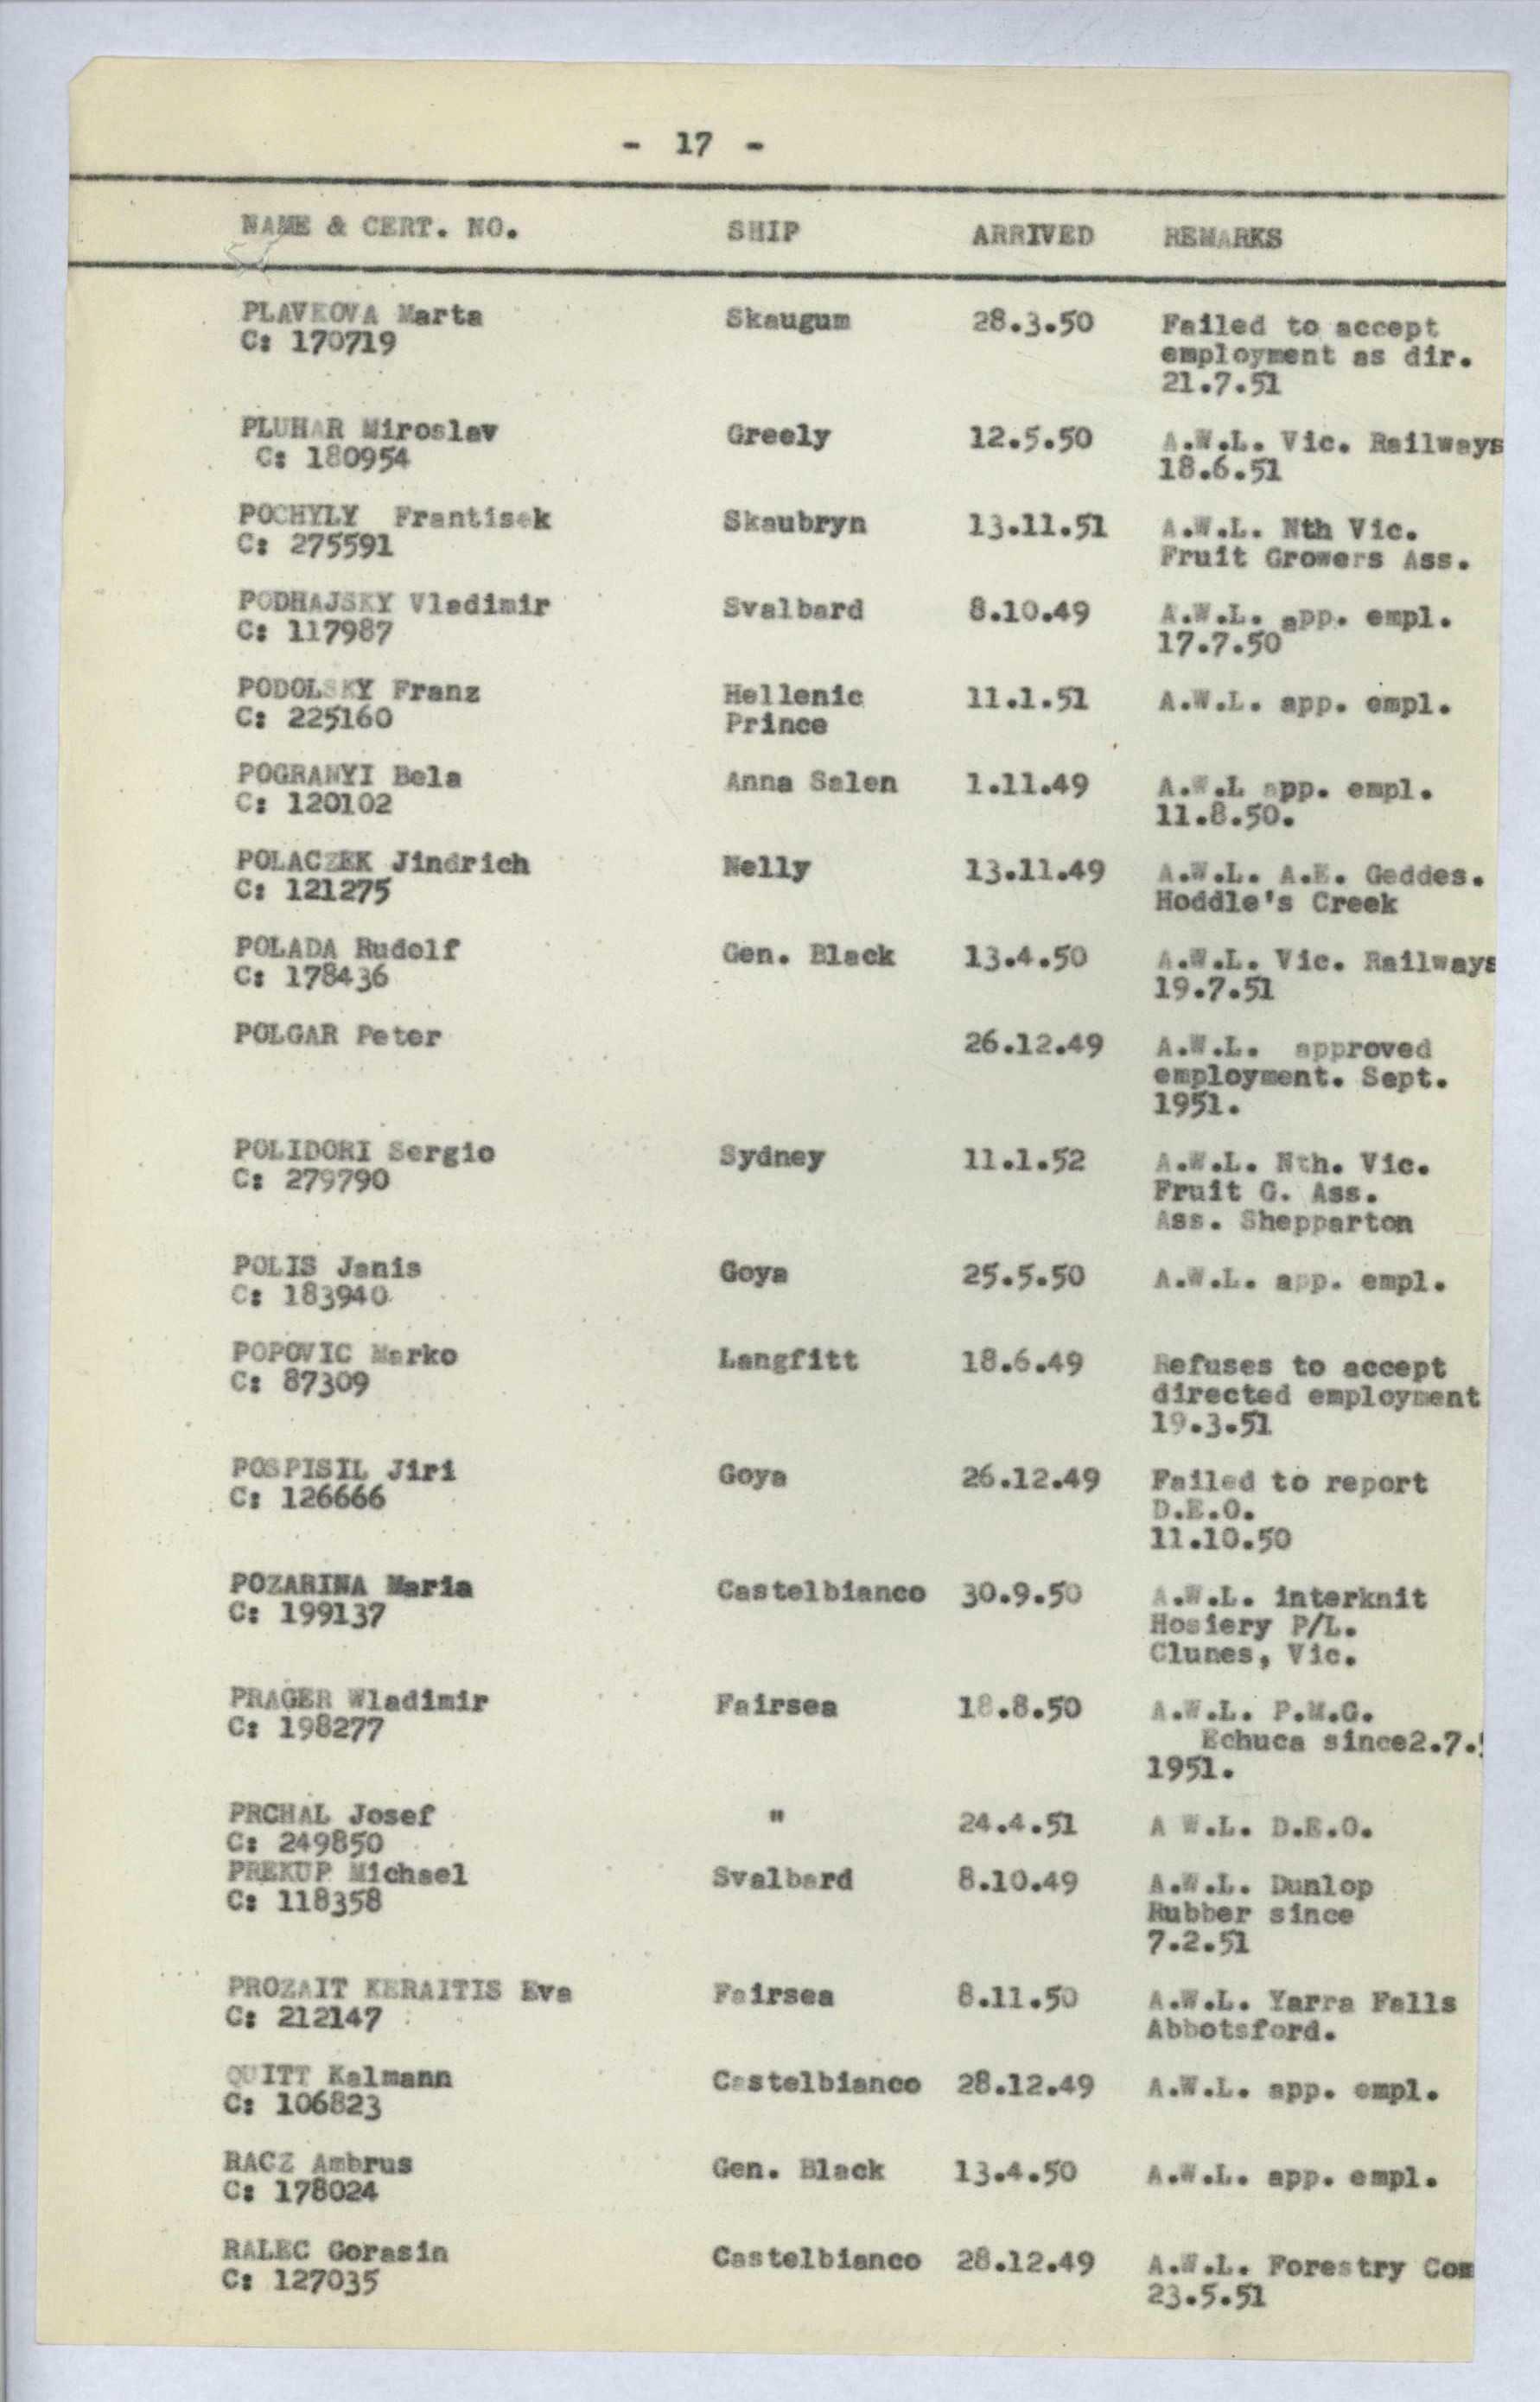 - 17 -
NAME & CERT. NO. SHIP ARRIVED REMARKS
PLAVKOVA Marta Skaugum 28.3.50 Failed to accept
C: 170719 employment as dir.
21.7.51
PLUHAR Miroslav Greely 12.5.50 A.W.L. Vic. Railways
C: 180954 18.6.51
POCHYLY Frantisek Skaubryn 13.11.51 A.W.L. Nth Vic.
C: 275591 Fruit Growers Ass.
PODHAJSKY Vladimir Svalbard 8.10.49 A.W.L. app. empl.
C: 117987 17.7.50
PODOLSKY Franz Hellenic 11.1.51 A.W.L. app. empl.
C: 225160 Prince
POGRANYI Bela Anna Salen 1.11.49 A.W.L app. empl.
C: 120102 11.8.50.
POLACZEK Jindrich Nelly 13.11.49 A.W.L. A.E. Geddes.
C: 121275 Hoddle's Creek
POLADA Rudolf Gen. Black 13.4.50 A.W.L. Vic. Railways
C: 178436 19.7.51
POLGAR Peter 26.12.49 A.W.L. approved
employment. Sept.
1951.
POLIDORI Sergio Sydney 11.1.52 A.W.L. Nth. Vic.
C: 279790 Fruit G. Ass.
Ass. Shepparton
POLIS Janis Goya 25.5.50 A.W.L. app. empl.
C: 183940
POPOVIC Marko Langfitt 18.6.49 Refuses to accept
C: 87309 directed employment
19.3.51
POSPISIL Jiri Goya 26.12.49 Failed to report
C: 126666 D.E.O.
11.10.50
POZARINA Maria Castelbianco 30.9.50 A.W.L. interknit
C: 199137 Hosiery P/L.
Clunes, Vic.
PRAGER Wladimir Fairsea 18.8.50 A.W.L. P.M.G.
C: 198277 Echuca since2.7.
1951.
PRCHAL Josef " 24.4.51 A W.L. D.E.O.
C: 249850
PREKUP Michael Svalbard 8.10.49 A.W.L. Dunlop
C: 118358 Rubber since
7.2.51
PROZAIT KERAITIS Eva Fairsea 8.11.50 A.W.L. Yarra Falls
C: 212147 Abbotsford.
QUITT Kalmann Castelbianco 28.12.49 A.W.L. app. empl.
C: 106823
RACZ Ambrus Gen. Black 13.4.50 A.W.L. app. empl.
C: 178024
RALEC Gorasin Castelbianco 28.12.49 A.W.L. Forestry Com
C: 127035 23.5.51